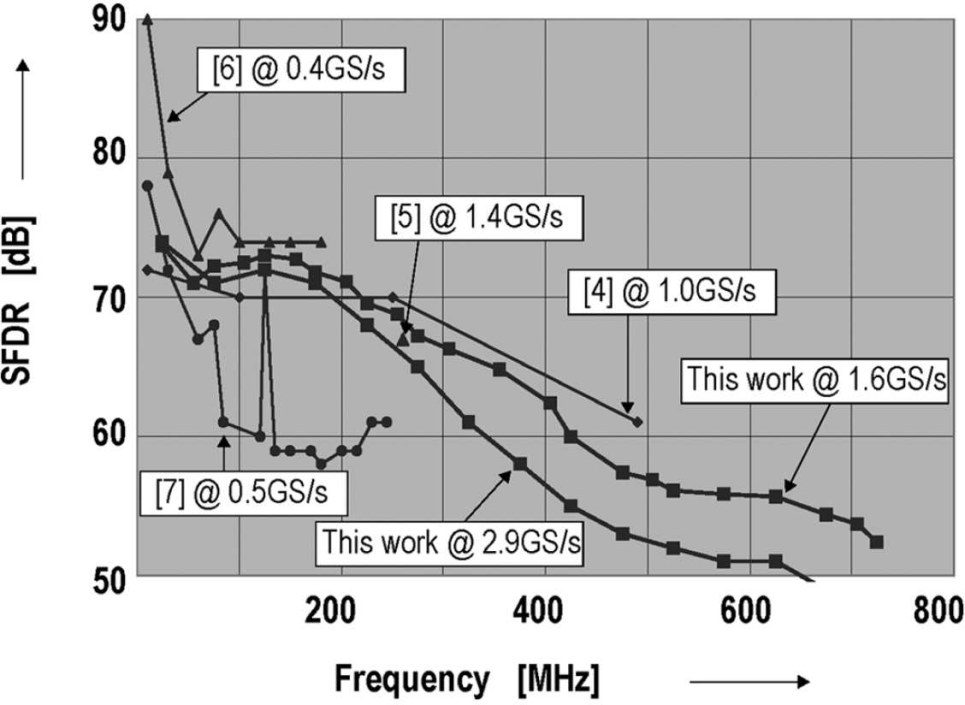 90
[6] @ 0.4GS/s
80
[5] @ 1.4GS/s
SFDR [dB]
70
[4] @ 1.0GS/s
This work @ 1.6GS/s
60
[7] @ 0.5GS/s
This work @ 2.9GS/s
50
200 400 600 800
Frequency [MHz]